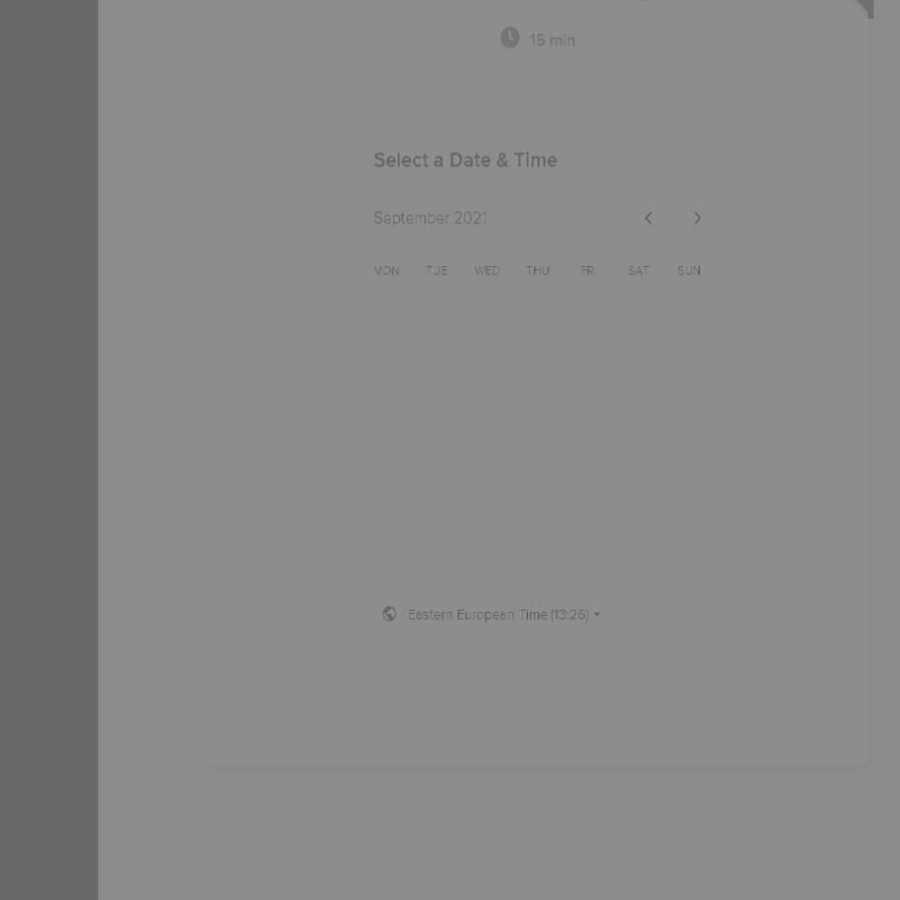 15 min
Select a Date & Time
September 2021
MON TUE WED THU FRI SAT SUN
Eastern European Time (13:26)